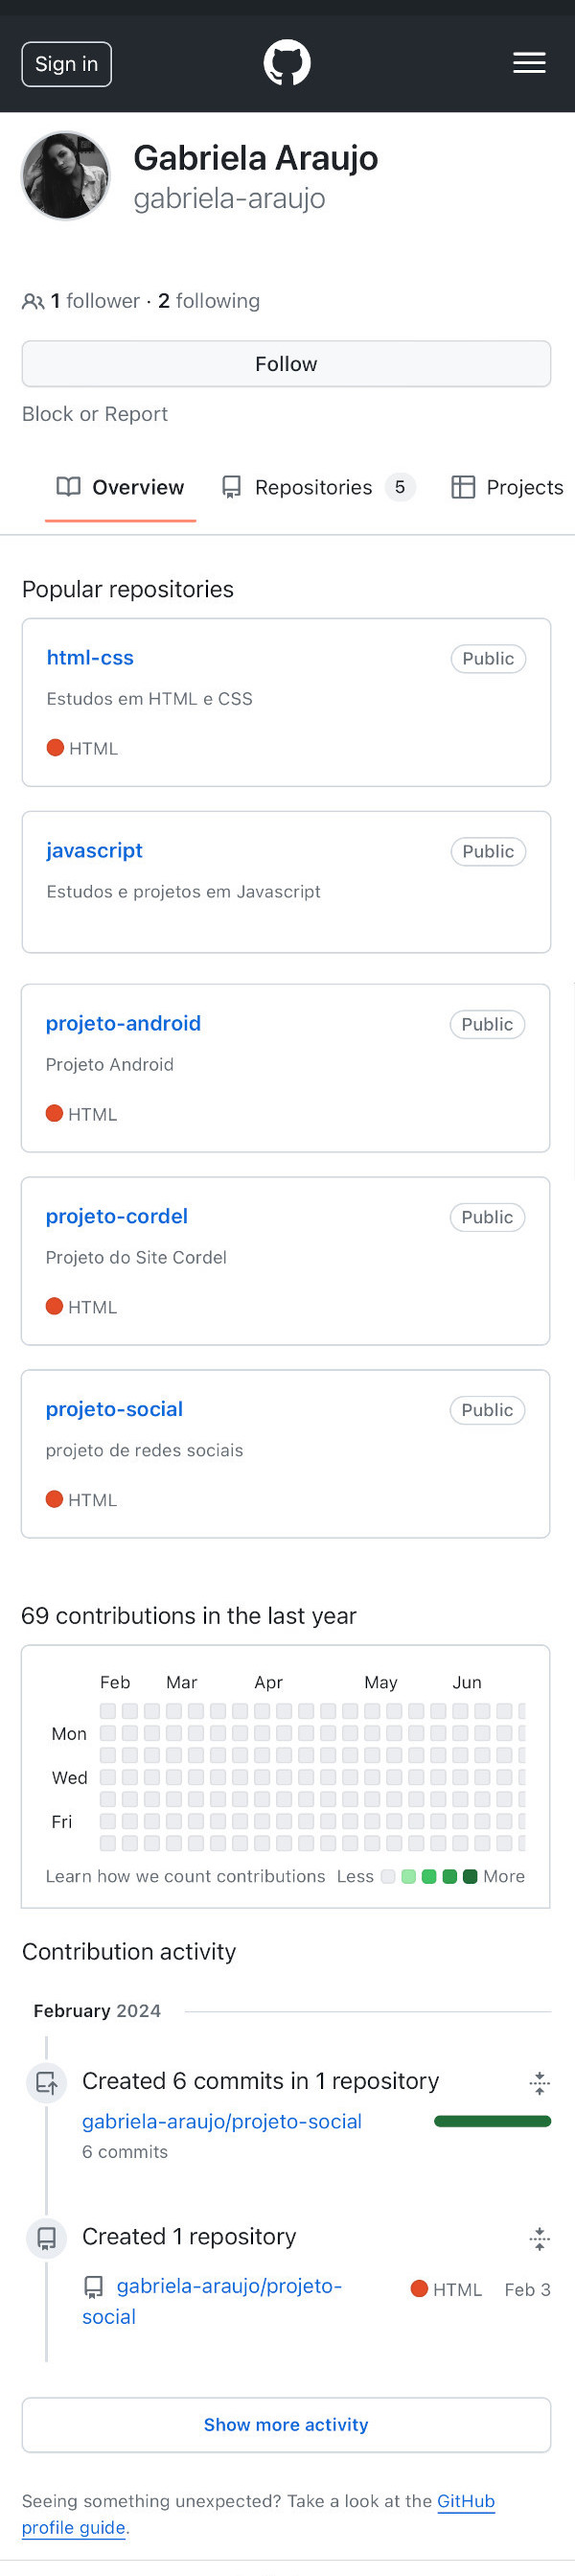 Sign in
Gabriela Araujo
gabriela-araujo
1 follower · 2 following
Follow
Block or Report
Overview Repositories 5 Projects
Popular repositories
html-css Public
Estudos em HTML e CSS
HTML
javascript Public
Estudos e projetos em Javascript
projeto-android Public
Projeto Android
HTML
projeto-cordel Public
Projeto do Site Cordel
HTML
projeto-social Public
projeto de redes sociais
HTML
69 contributions in the last year
Feb Mar Apr May Jun
Mon
Wed
Fri
Learn how we count contributions Less More
Contribution activity
February 2024
Created 6 commits in 1 repository
gabriela-araujo/projeto-social
6 commits
Created 1 repository
gabriela-araujo/projeto- HTML Feb 3
social
Show more activity
Seeing something unexpected? Take a look at the GitHub
profile guide.